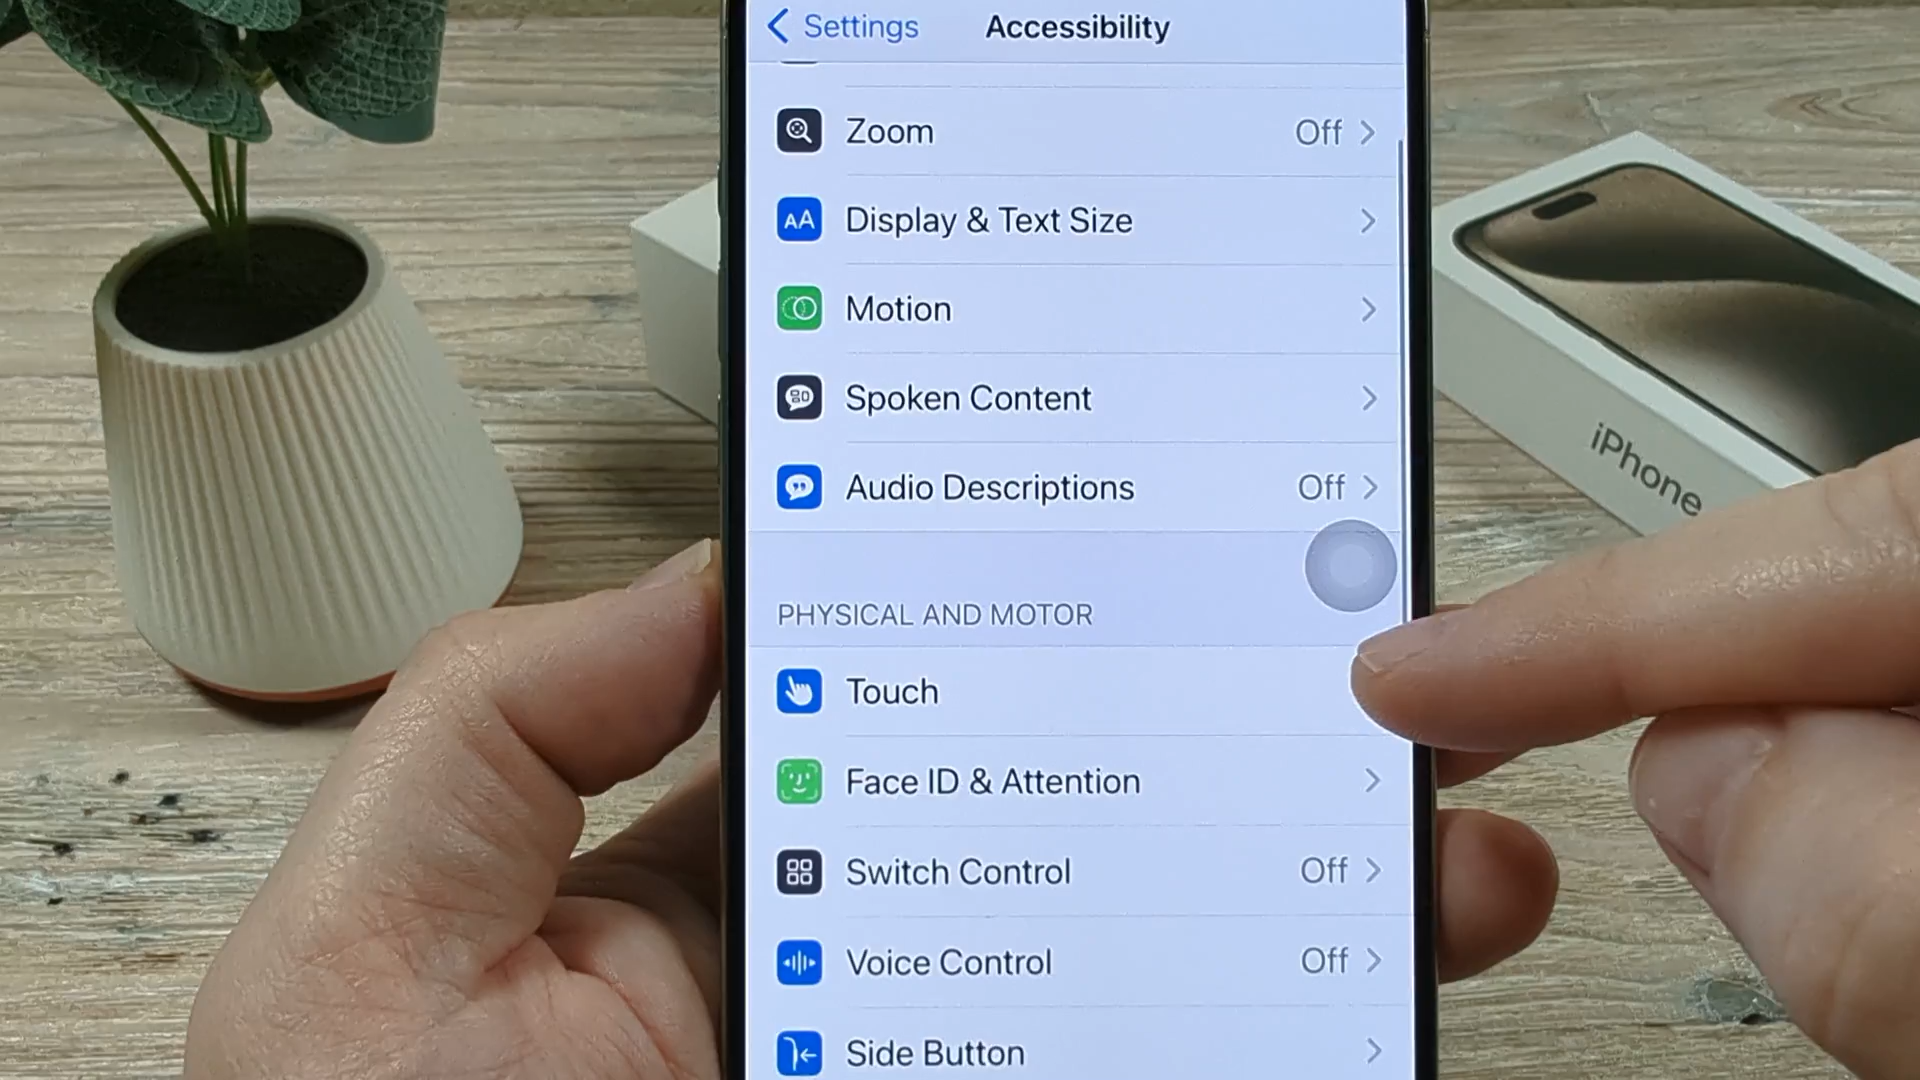 Settings
Accessibility
Zoom
Off
AA
Display & Text Size
Motion
Spoken Content
Audio Descriptions
Off
PHYSICAL AND MOTOR
Touch
Face ID & Attention
Switch Control
Off
Voice Control
Off
Side Button
iPhone